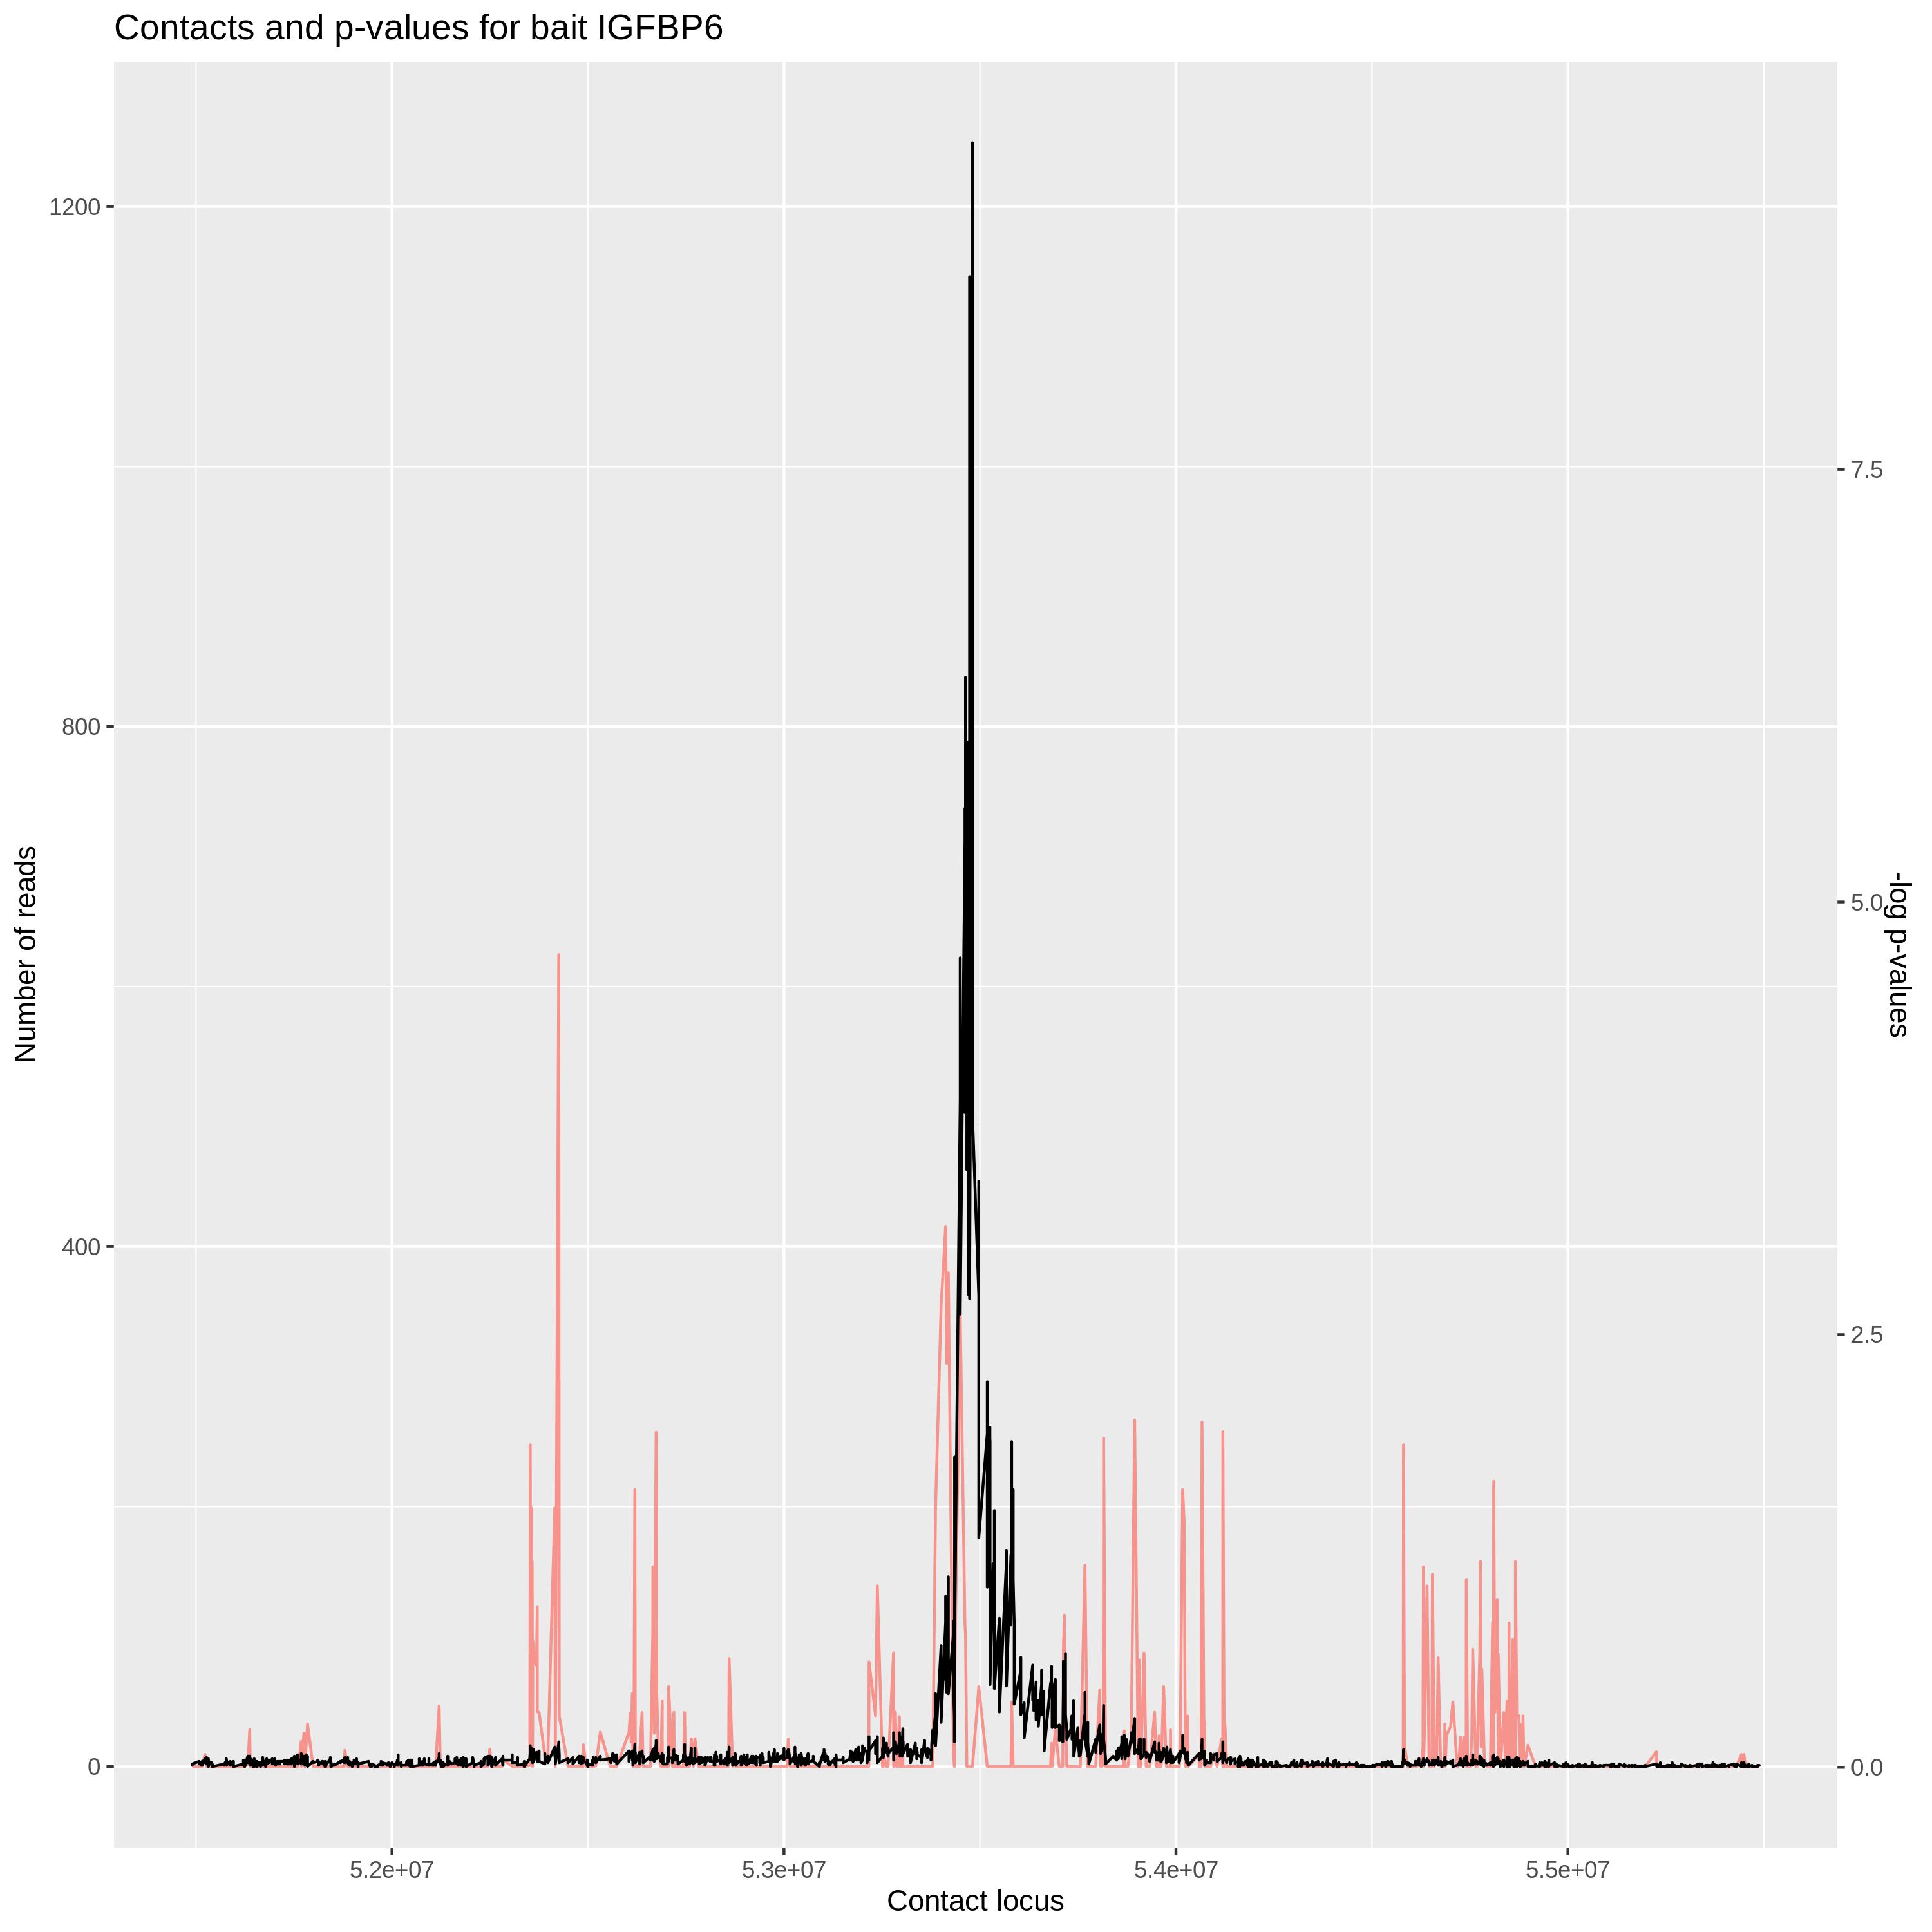 Contacts and p-values for bait IGFBP6
1200
800
400
0
Number of reads
7.5
5.0
2.5
0.0
-log p-values
5.2e+07
5.3e+07
5.4e+07
5.5e+07
Contact locus